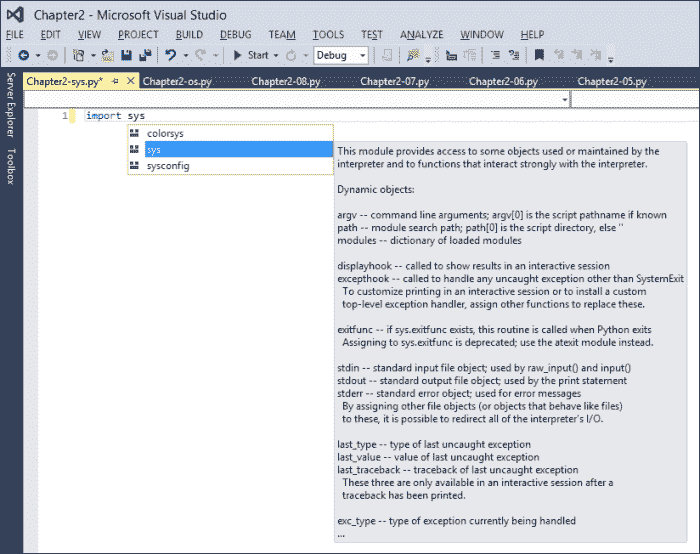 Chapter2 - Microsoft Visual Studio
FILE EDIT VIEW PROJECT BUILD DEBUG TEAM TOOLS TEST ANALYZE WINDOW HELP
Start Debug
Server Explorer
Toolbox
Chapter2-sys.py* Chapter2-os.py Chapter2-08.py Chapter2-07.py Chapter2-06.py Chapter2-05.py
1 import sys
colorsys
sys
sysconfig
This module provides access to some objects used or maintained by the
interpreter and to functions that interact strongly with the interpreter.
Dynamic objects:
argv -- command line arguments; argv[0] is the script pathname if known
path -- module search path; path[0] is the script directory, else ''
modules -- dictionary of loaded modules
displayhook -- called to show results in an interactive session
excepthook -- called to handle any uncaught exception other than SystemExit
To customize printing in an interactive session or to install a custom
top-level exception handler, assign other functions to replace these.
exitfunc -- if sys.exitfunc exists, this routine is called when Python exits
Assigning to sys.exitfunc is deprecated; use the atexit module instead.
stdin -- standard input file object; used by raw_input() and input()
stdout -- standard output file object; used by the print statement
stderr -- standard error object; used for error messages
By assigning other file objects (or objects that behave like files)
to these, it is possible to redirect all of the interpreter's I/O.
last_type -- type of last uncaught exception
last_value -- value of last uncaught exception
last_traceback -- traceback of last uncaught exception
These three are only available in an interactive session after a
traceback has been printed.
exc_type -- type of exception currently being handled
...